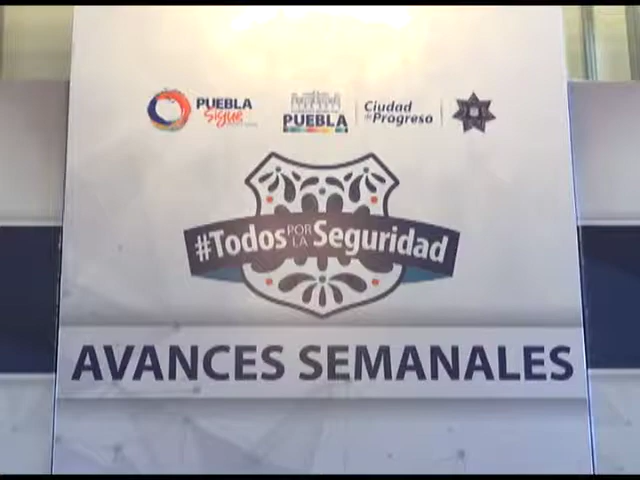 PUEBLA
Sigue
PUEBLA
Ciudad
de Progreso
#Todos POR LA Seguridad
AVANCES SEMANALES